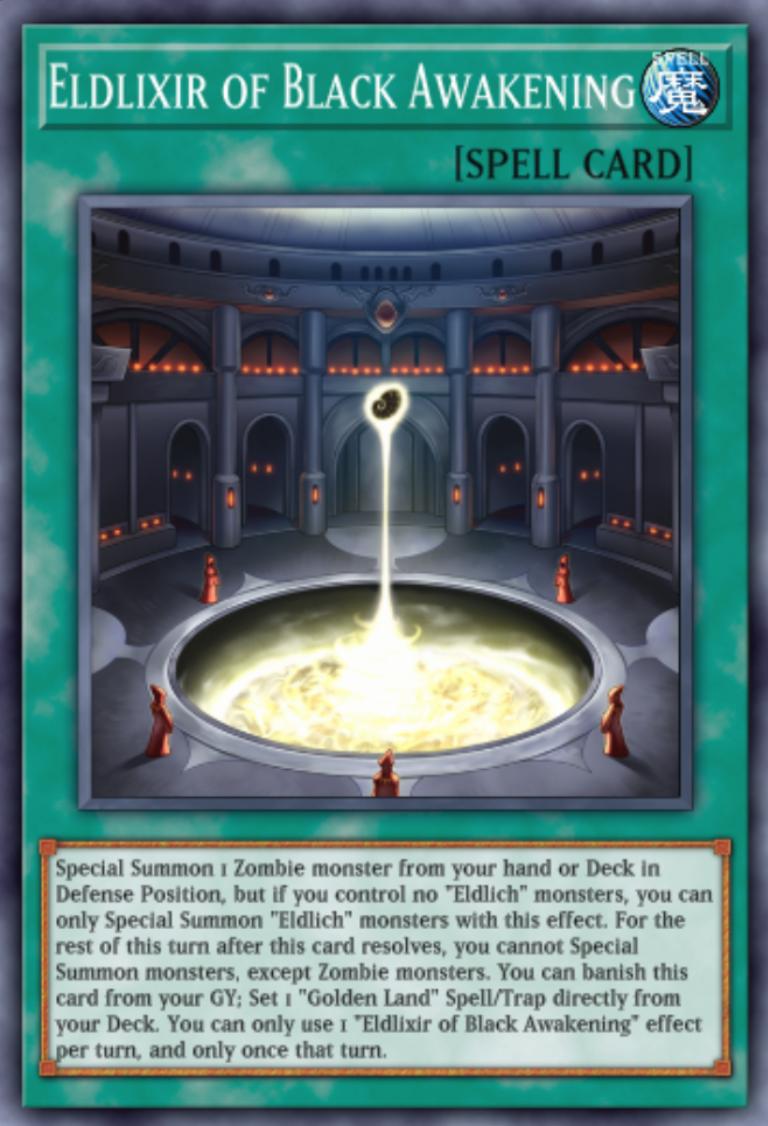 ELDLIXIR OF BLACK AWAKENING
SPELL
魔
[SPELL CARD]
Special Summon 1 Zombie monster from your hand or Deck in
Defense Position, but if you control no "Eldlich" monsters, you can
only Special Summon "Eldlich" monsters with this effect. For the
rest of this turn after this card resolves, you cannot Special
Summon monsters, except Zombie monsters. You can banish this
card from your GY; Set 1 "Golden Land" Spell/Trap directly from
your Deck. You can only use 1 "Eldlixir of Black Awakening" effect
per turn, and only once that turn.